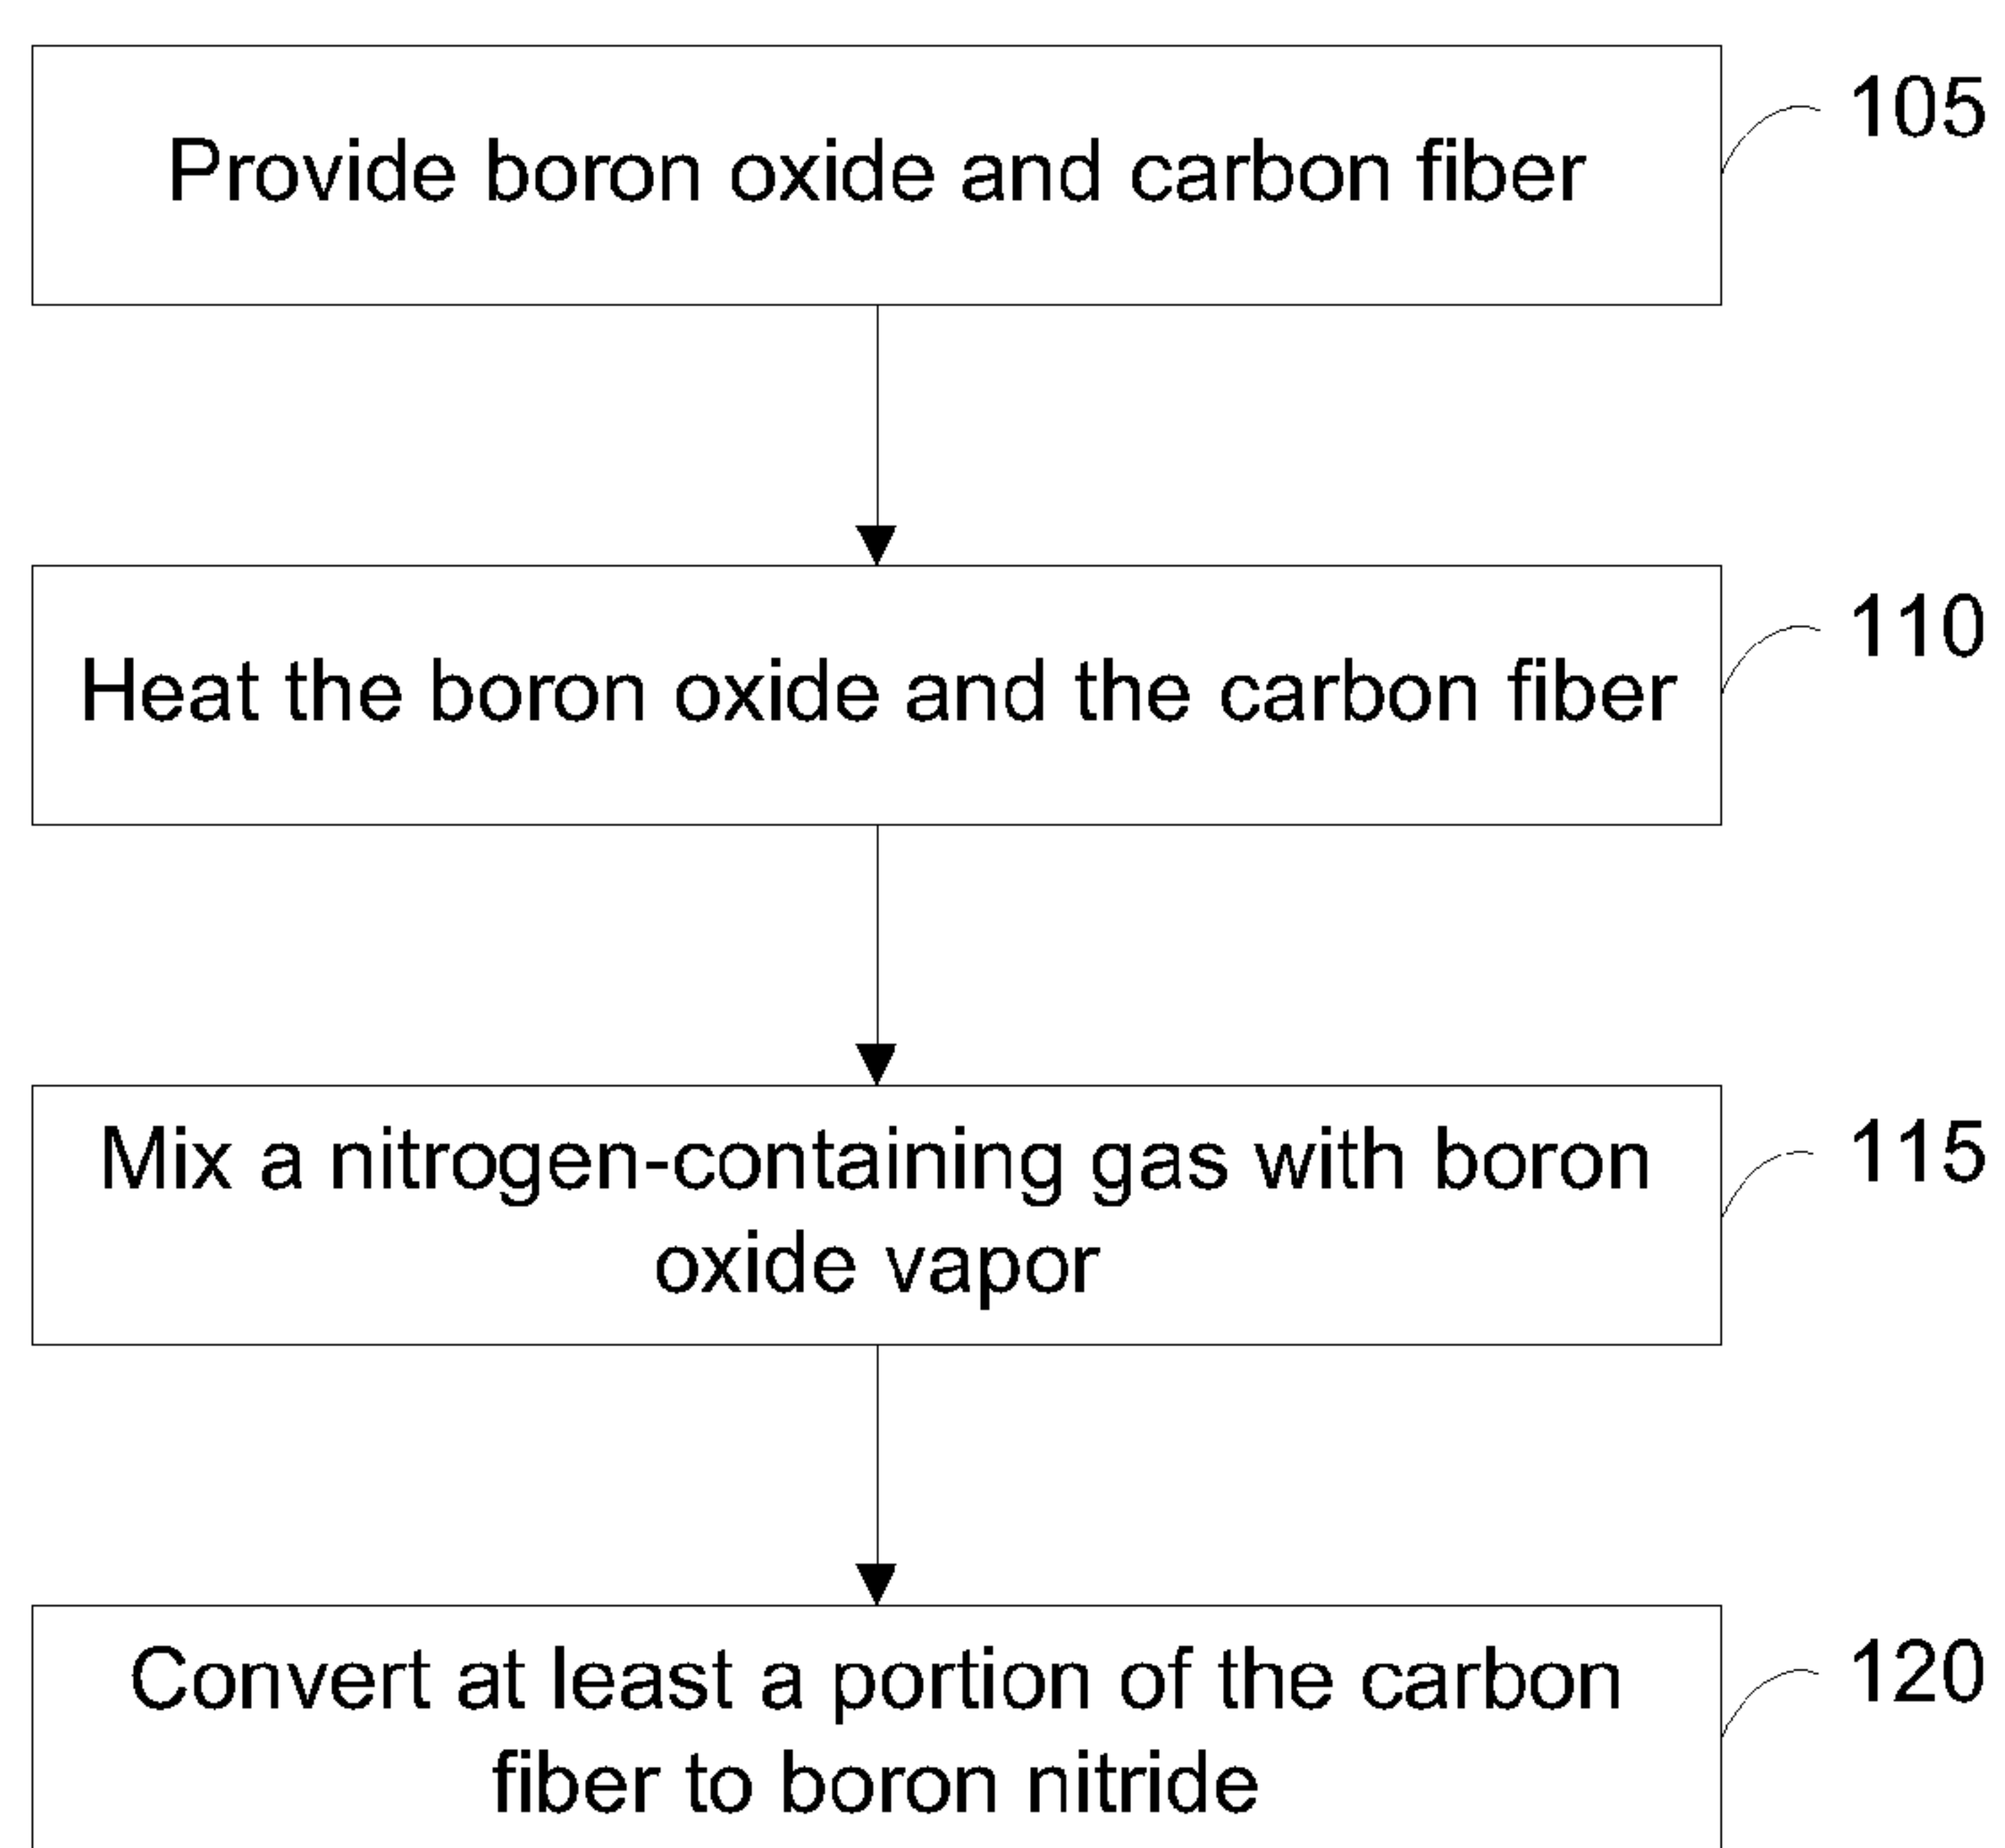 Provide boron oxide and carbon fiber
105
Heat the boron oxide and the carbon fiber
110
Mix a nitrogen-containing gas with boron
oxide vapor
115
Convert at least a portion of the carbon
fiber to boron nitride
120